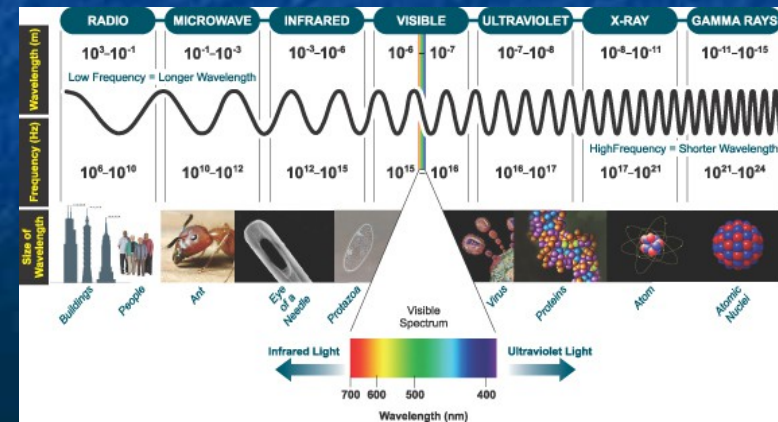 RADIO MICROWAVE INFRARED VISIBLE ULTRAVIOLET X-RAY GAMMA RAYS
Wavelength (m)
10³–10⁻¹ 10⁻¹–10⁻³ 10⁻³–10⁻⁶ 10⁻⁶–10⁻⁷ 10⁻⁷–10⁻⁸ 10⁻⁸–10⁻¹¹ 10⁻¹¹–10⁻¹⁵
Low Frequency = Longer Wavelength
HighFrequency = Shorter Wavelength
Frequency (Hz)
10⁶–10¹⁰ 10¹⁰–10¹² 10¹²–10¹⁵ 10¹⁵–10¹⁶ 10¹⁶–10¹⁷ 10¹⁷–10²¹ 10²¹–10²⁴
Size of
Wavelength
Buildings
People
Ant
Eye
of a
Needle
Protazoa
Virus
Proteins
Atom
Atomic
Nuclei
Visible
Spectrum
Infrared Light
Ultraviolet Light
700 600 500 400
Wavelength (nm)